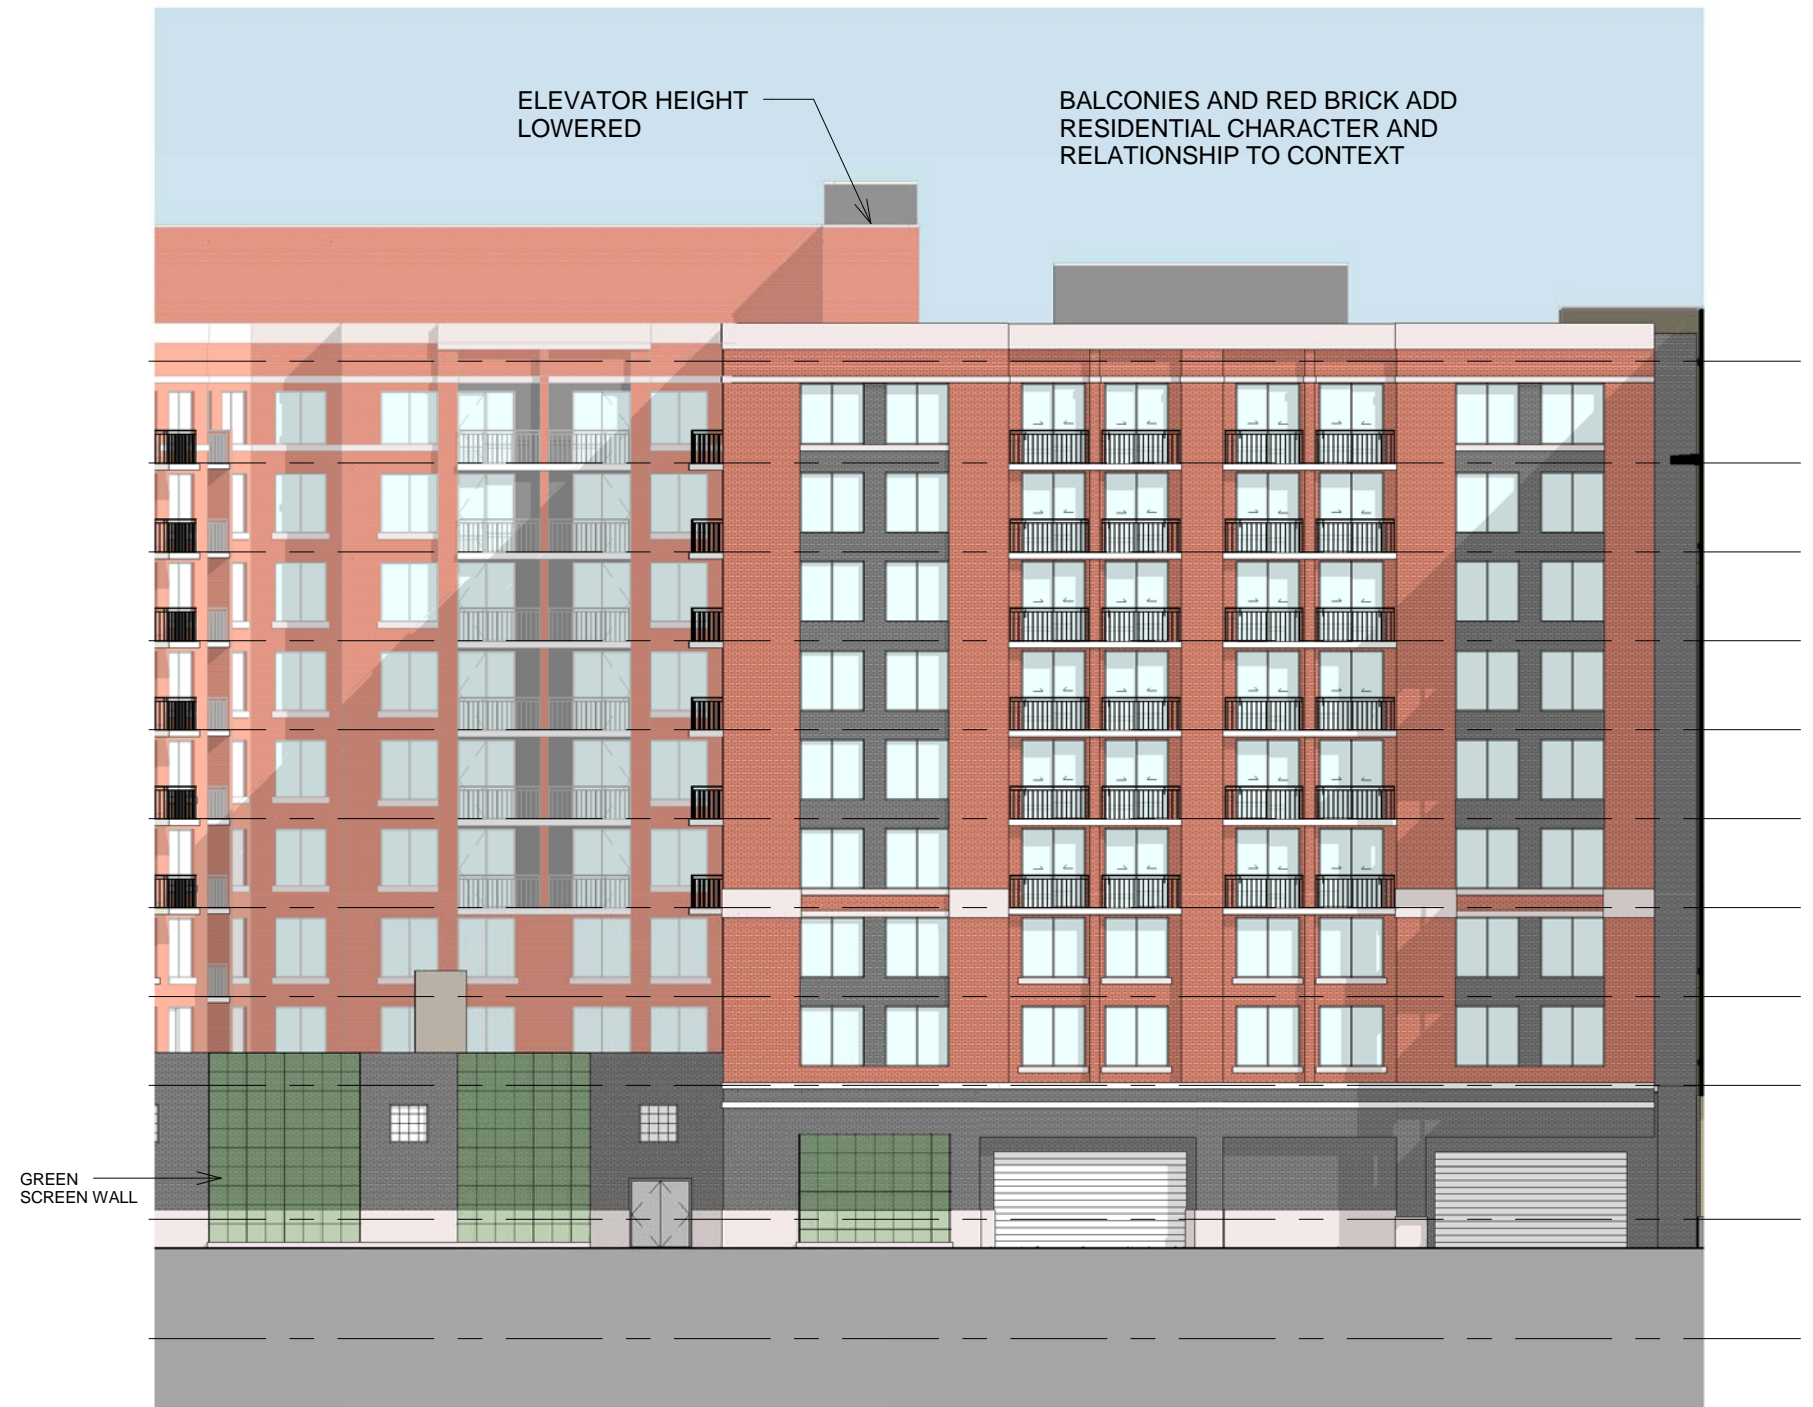 ELEVATOR HEIGHT
LOWERED
BALCONIES AND RED BRICK ADD
RESIDENTIAL CHARACTER AND
RELATIONSHIP TO CONTEXT
GREEN
SCREEN WALL